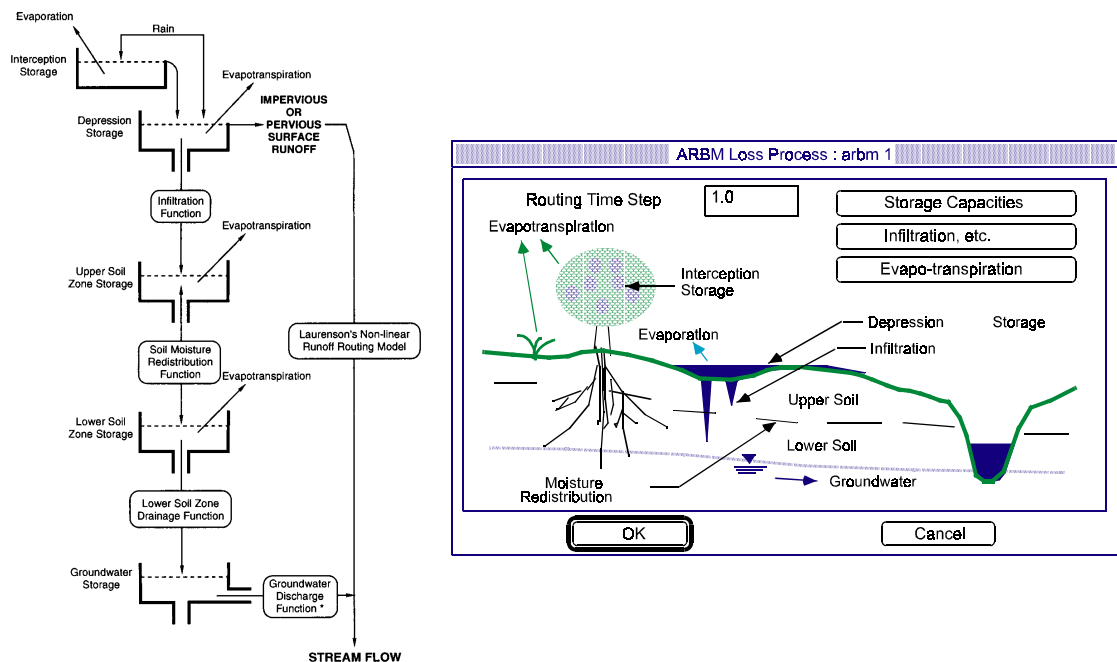 Evaporation
Rain
Interception
Storage
Evapotranspiration
Depression
Storage
IMPERVIOUS
OR
PERVIOUS
SURFACE
RUNOFF
Infiltration
Function
Evapotranspiration
Upper Soil
Zone Storage
Soil Moisture
Redistribution
Function
Laurenson's Non-linear
Runoff Routing Model
Evapotranspiration
Lower Soil
Zone Storage
Lower Soil Zone
Drainage Function
Groundwater
Storage
Groundwater
Discharge
Function *
STREAM FLOW
ARBM Loss Process : arbm 1
Routing Time Step
1.0
Storage Capacities
Infiltration, etc.
Evapo-transpiration
Evapotranspiration
Interception
Storage
Evaporation
Depression Storage
Infiltration
Upper Soil
Lower Soil
Moisture
Redistribution
Groundwater
OK
Cancel